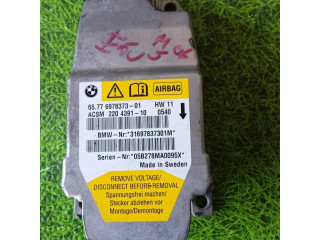 AIRBAG
65.77 6978373-01 HW 11
ACSM 220 4391-10 0540
BMW-Nr:*31697837301M*
Serien-Nr:*05B278MA0095X*
Made in Sweden
REMOVE VOLTAGE/
DISCONNECT BEFORE REMOVAL
Spannungsfrei machen/
Stecker abziehen vor
Montage/Demontage